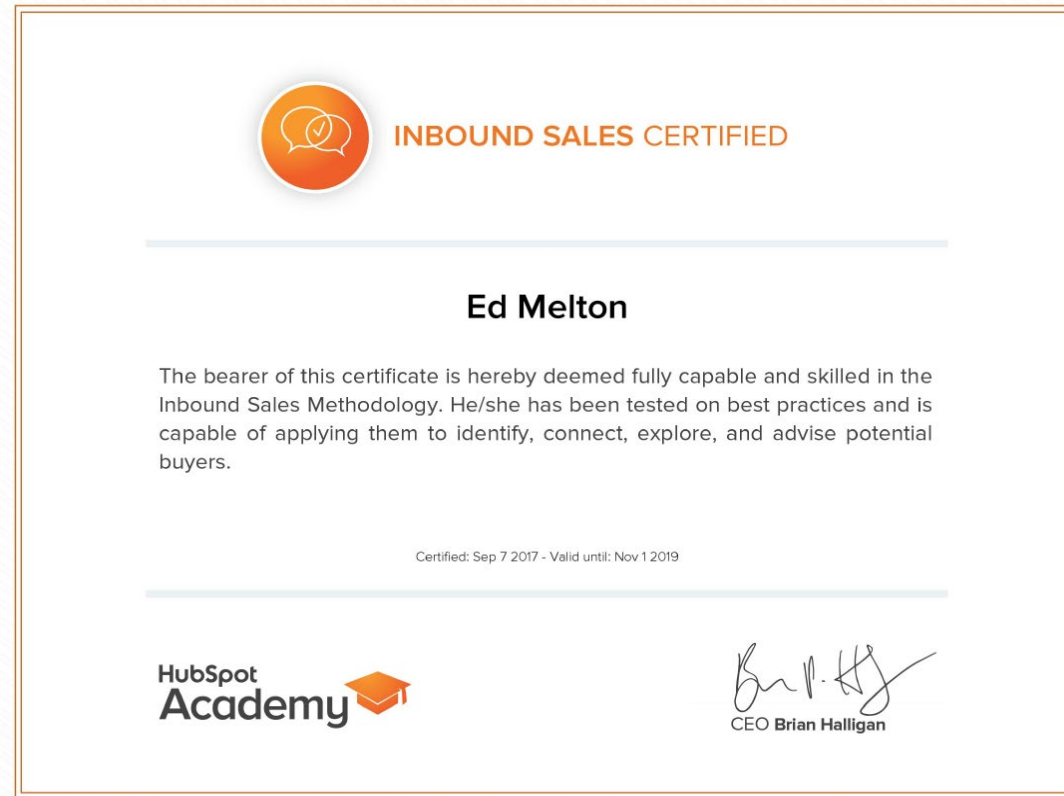 INBOUND SALES CERTIFIED
Ed Melton
The bearer of this certificate is hereby deemed fully capable and skilled in the
Inbound Sales Methodology. He/she has been tested on best practices and is
capable of applying them to identify, connect, explore, and advise potential
buyers.
Certified: Sep 7 2017 - Valid until: Nov 1 2019
HubSpot
Academy
CEO Brian Halligan